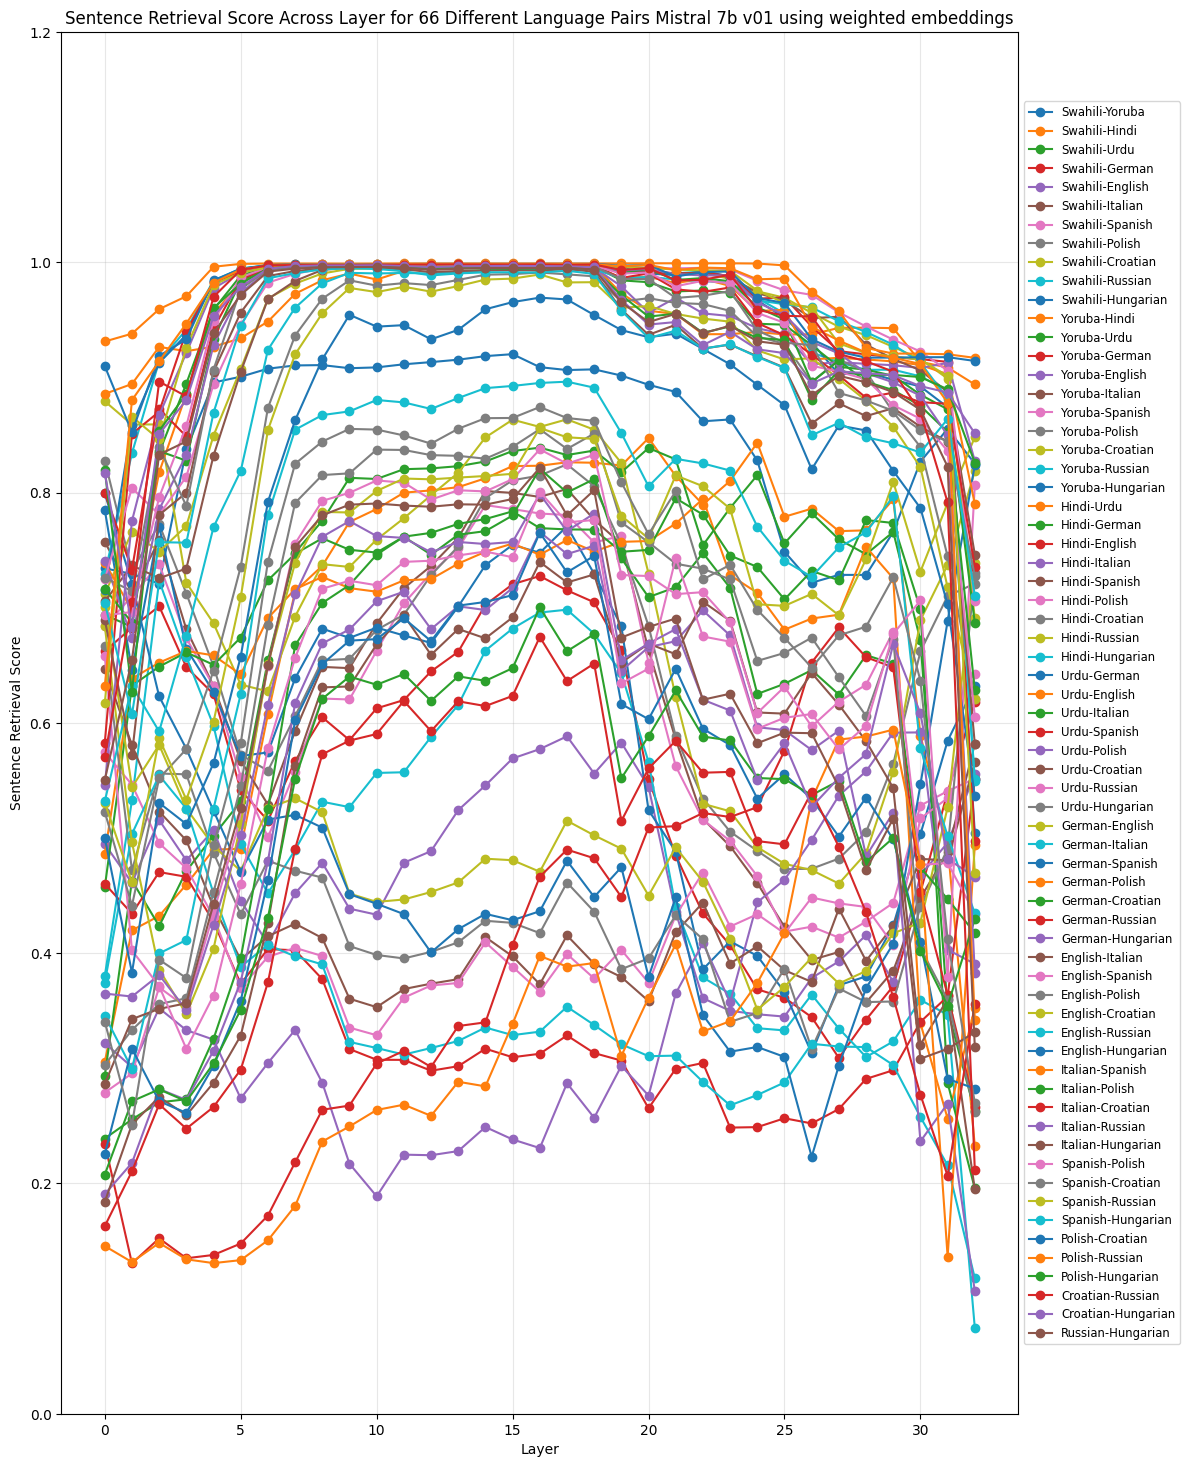 Sentence Retrieval Score Across Layer for 66 Different Language Pairs Mistral 7b v01 using weighted embeddings
1.2
1.0
0.8
0.6
0.4
0.2
0.0
Sentence Retrieval Score
0 5 10 15 20 25 30
Layer
Swahili-Yoruba
Swahili-Hindi
Swahili-Urdu
Swahili-German
Swahili-English
Swahili-Italian
Swahili-Spanish
Swahili-Polish
Swahili-Croatian
Swahili-Russian
Swahili-Hungarian
Yoruba-Hindi
Yoruba-Urdu
Yoruba-German
Yoruba-English
Yoruba-Italian
Yoruba-Spanish
Yoruba-Polish
Yoruba-Croatian
Yoruba-Russian
Yoruba-Hungarian
Hindi-Urdu
Hindi-German
Hindi-English
Hindi-Italian
Hindi-Spanish
Hindi-Polish
Hindi-Croatian
Hindi-Russian
Hindi-Hungarian
Urdu-German
Urdu-English
Urdu-Italian
Urdu-Spanish
Urdu-Polish
Urdu-Croatian
Urdu-Russian
Urdu-Hungarian
German-English
German-Italian
German-Spanish
German-Polish
German-Croatian
German-Russian
German-Hungarian
English-Italian
English-Spanish
English-Polish
English-Croatian
English-Russian
English-Hungarian
Italian-Spanish
Italian-Polish
Italian-Croatian
Italian-Russian
Italian-Hungarian
Spanish-Polish
Spanish-Croatian
Spanish-Russian
Spanish-Hungarian
Polish-Croatian
Polish-Russian
Polish-Hungarian
Croatian-Russian
Croatian-Hungarian
Russian-Hungarian